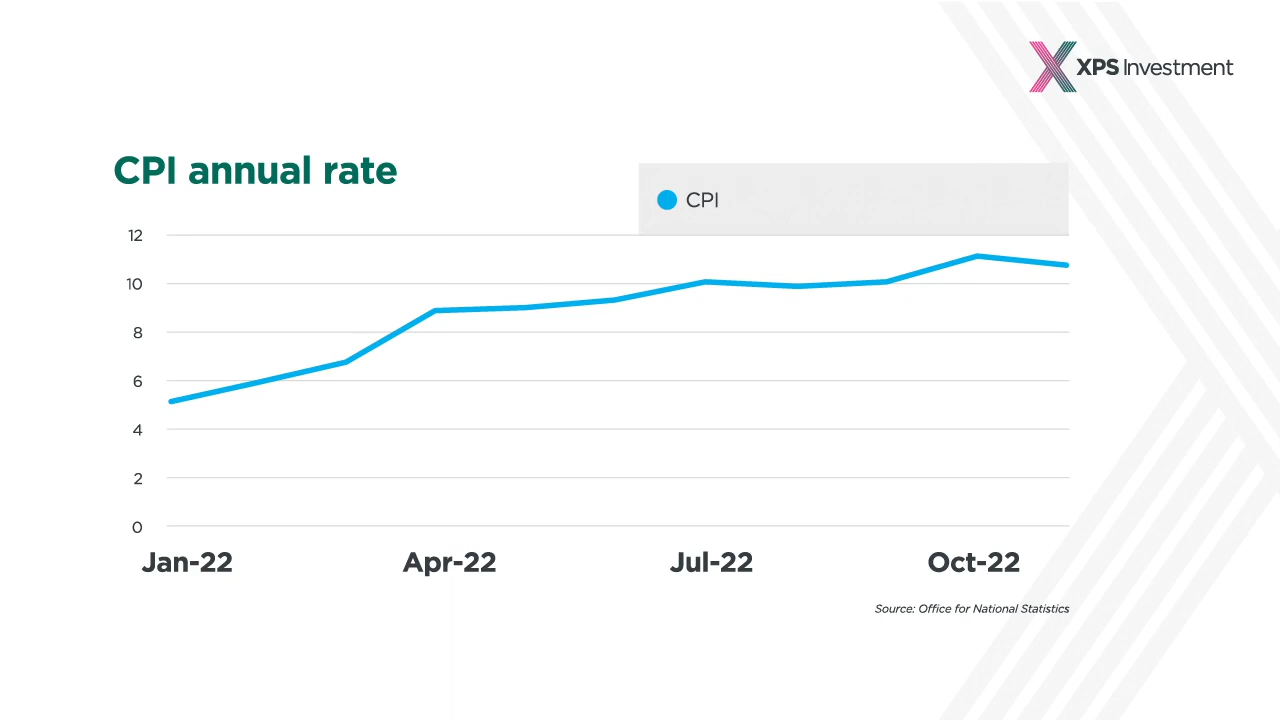 XPS Investment
CPI annual rate
CPI
12
10
8
6
4
2
0
Jan-22 Apr-22 Jul-22 Oct-22
Source: Office for National Statistics